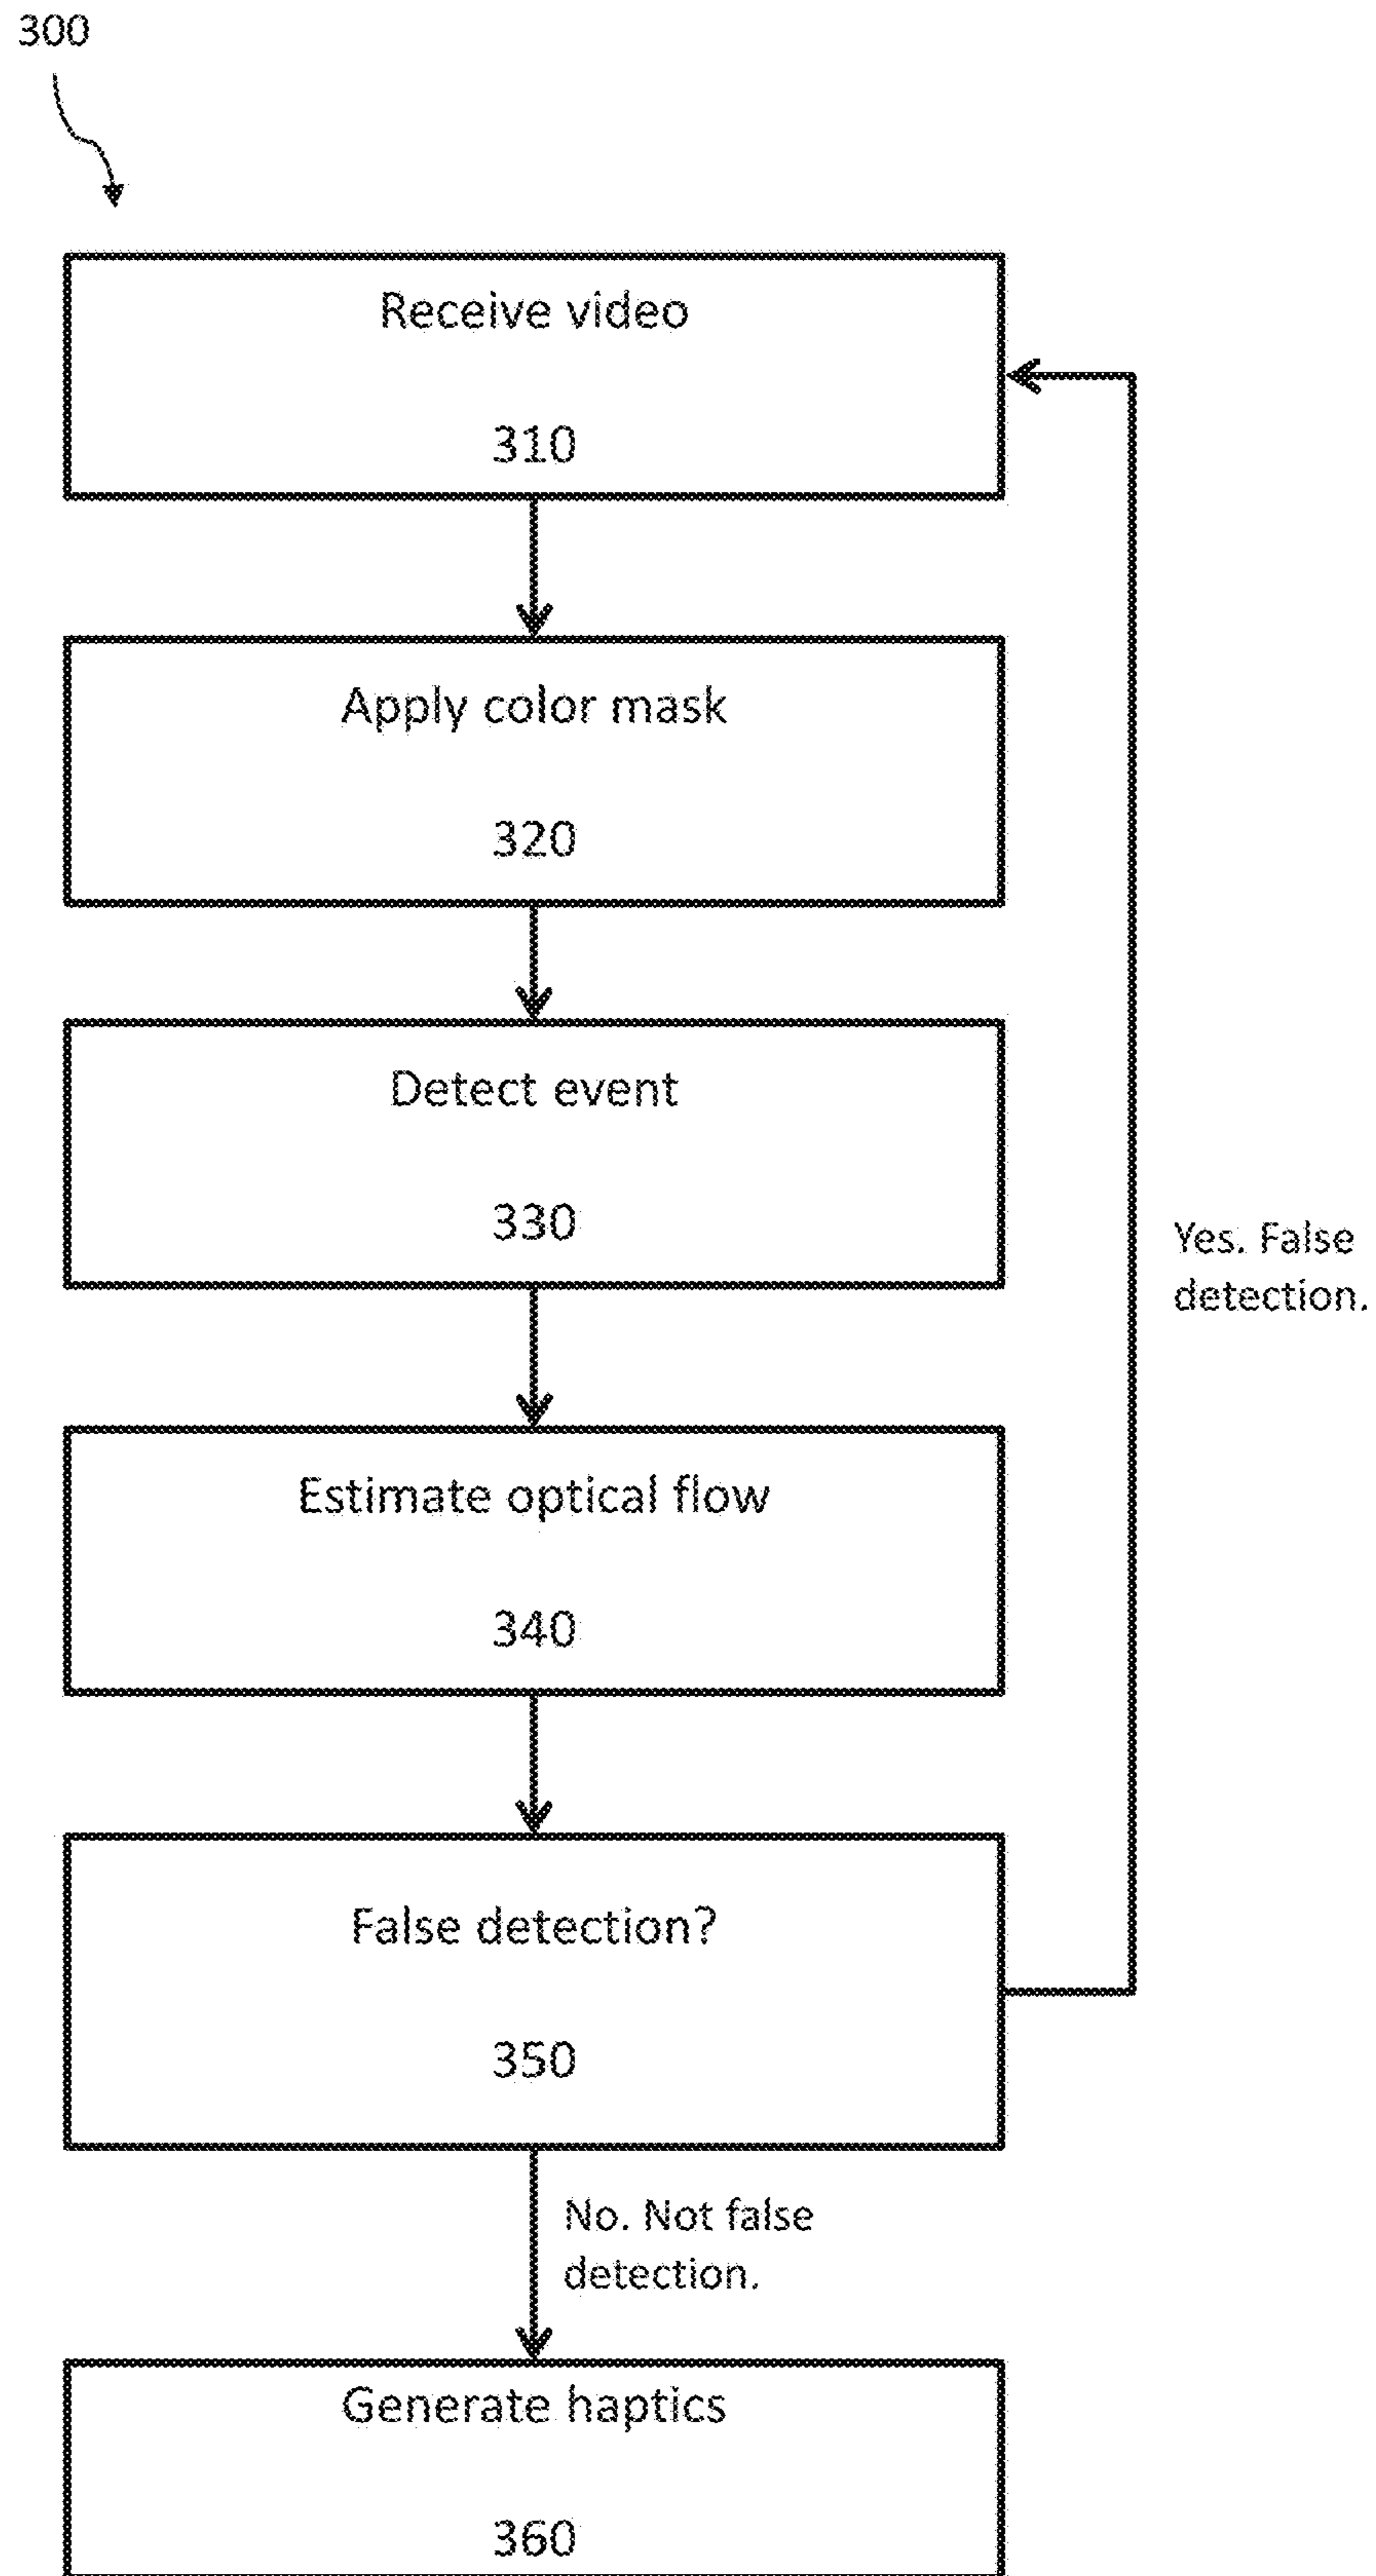 300
Receive video
310
Apply color mask
320
Detect event
330
Yes. False
detection.
Estimate optical flow
340
False detection?
350
No. Not false
detection.
Generate haptics
360